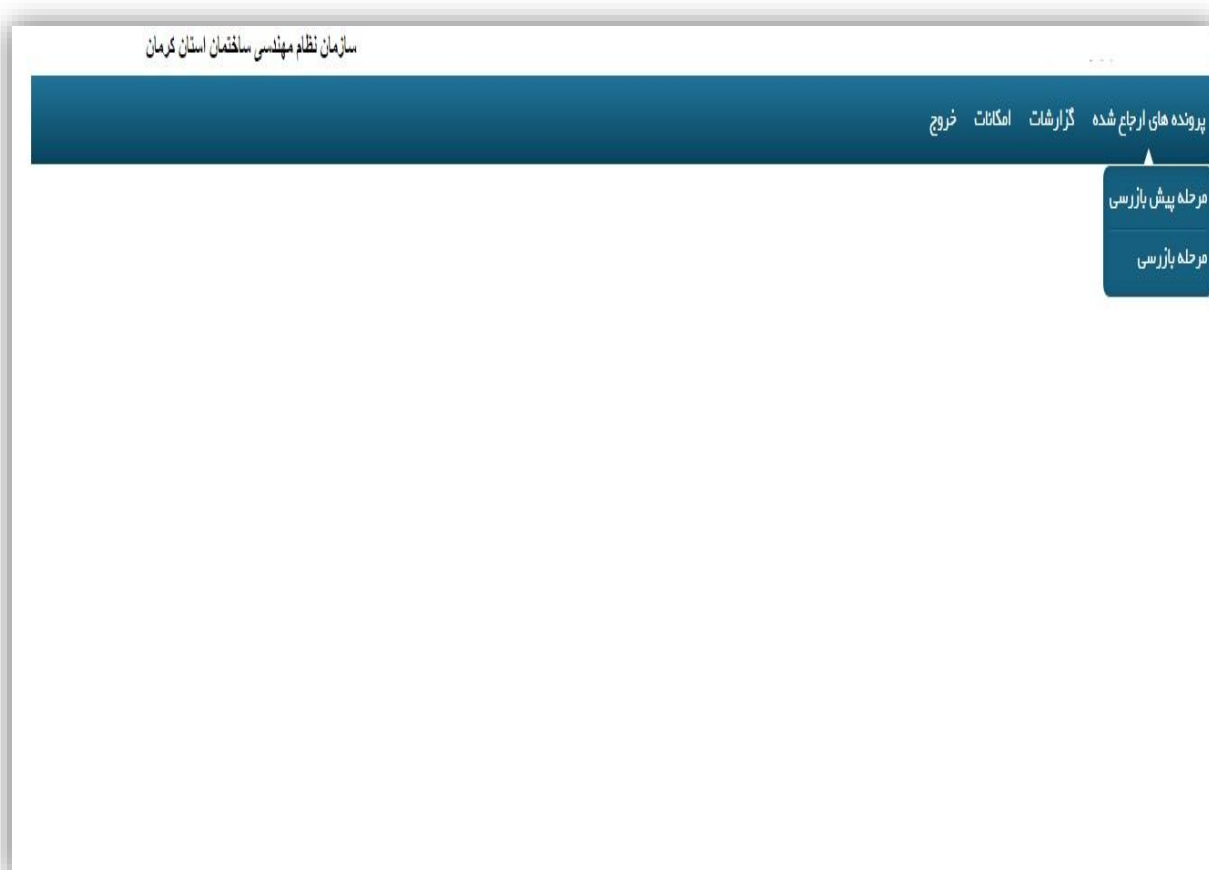 سازمان نظام مهندسی ساختمان استان کرمان
پرونده های ارجاع شده گزارشات امکانات خروج
مرحله پیش بازرسی
مرحله بازرسی